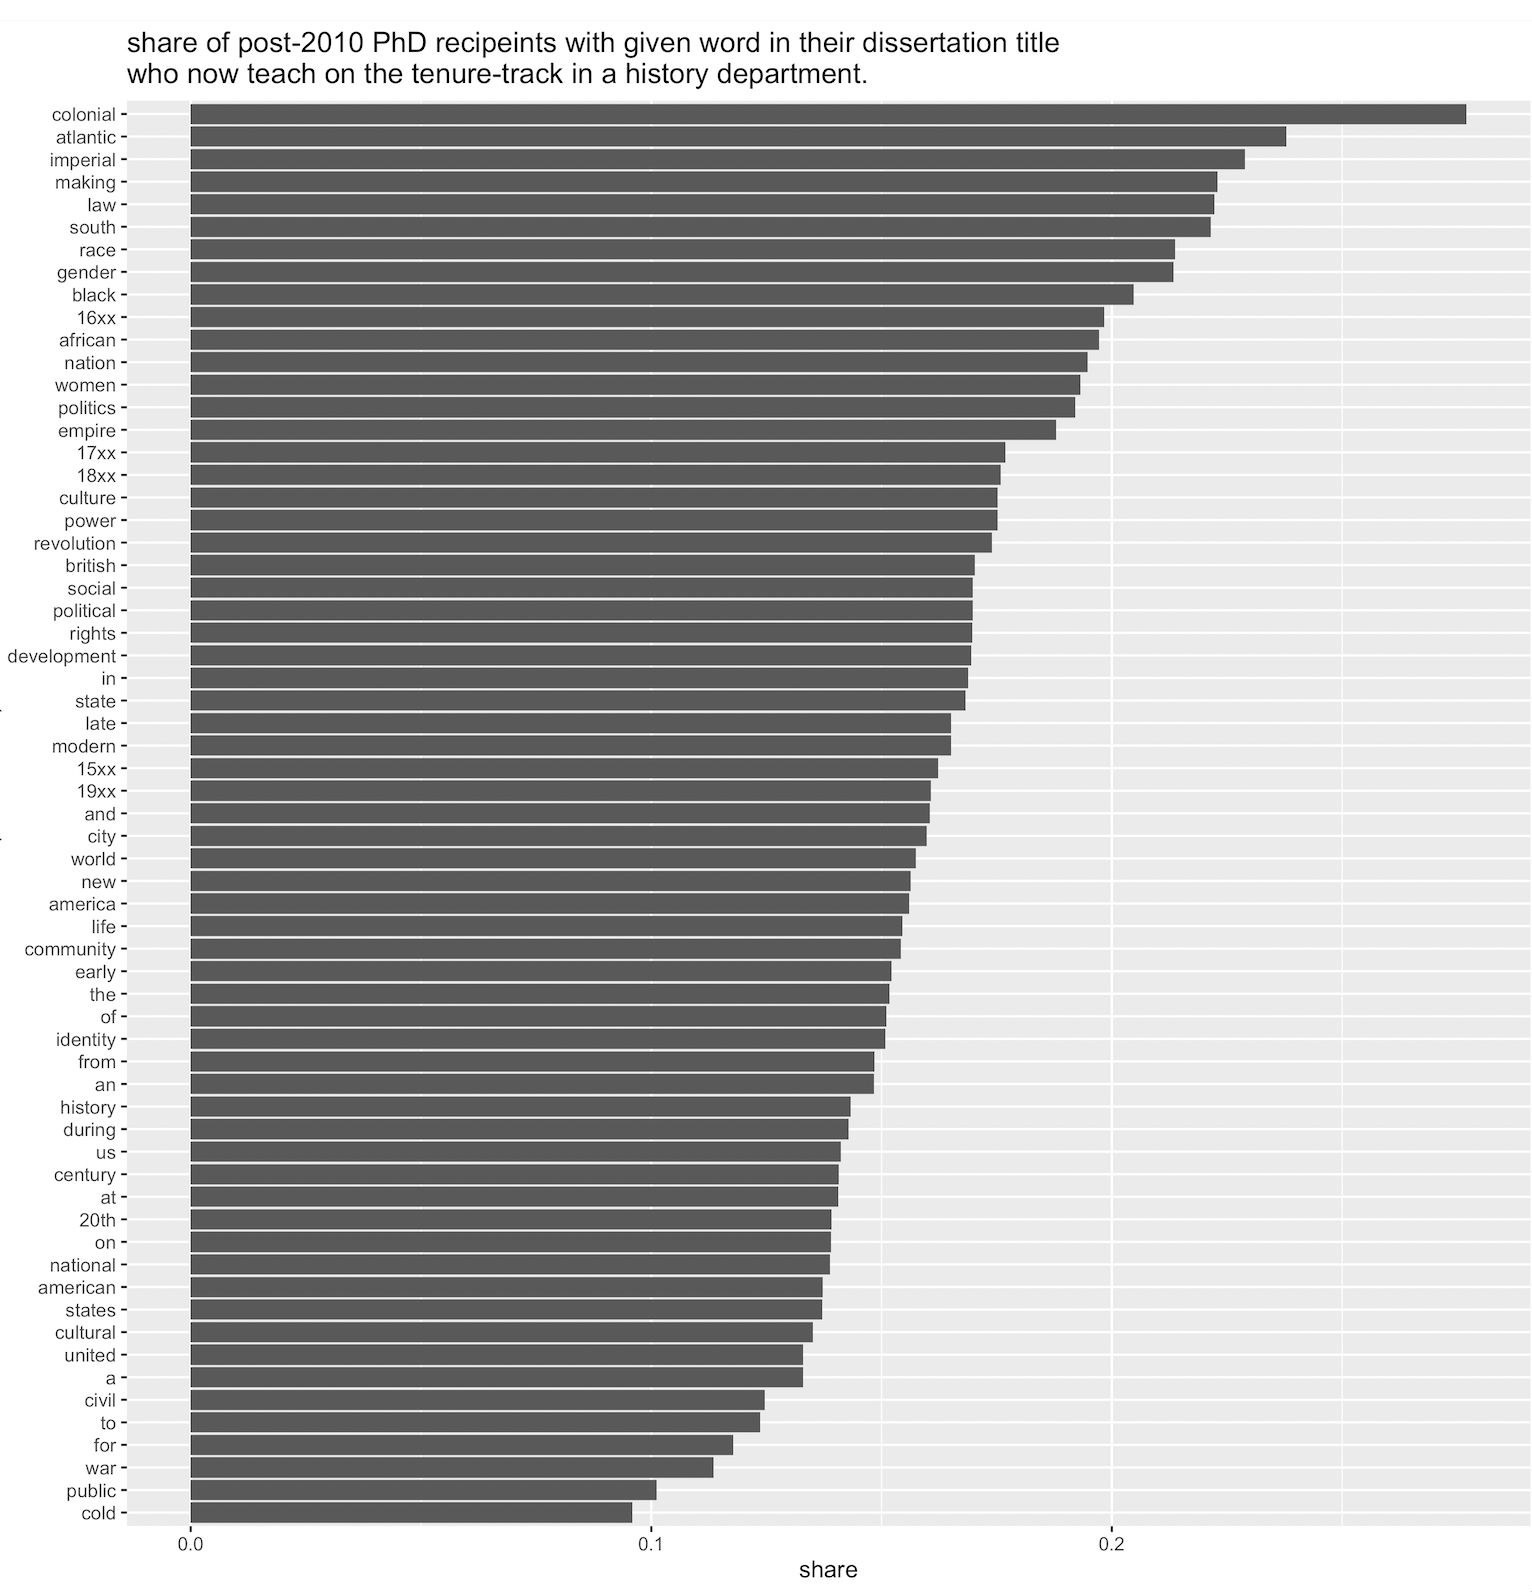 share of post-2010 PhD recipeints with given word in their dissertation title
who now teach on the tenure-track in a history department.
colonial
atlantic
imperial
making
law
south
race
gender
black
16xx
african
nation
women
politics
empire
17xx
18xx
culture
power
revolution
british
social
political
rights
development
in
state
late
modern
15xx
19xx
and
city
world
new
america
life
community
early
the
of
identity
from
an
history
during
us
century
at
20th
on
national
american
states
cultural
united
a
civil
to
for
war
public
cold
0.0 0.1 0.2
share